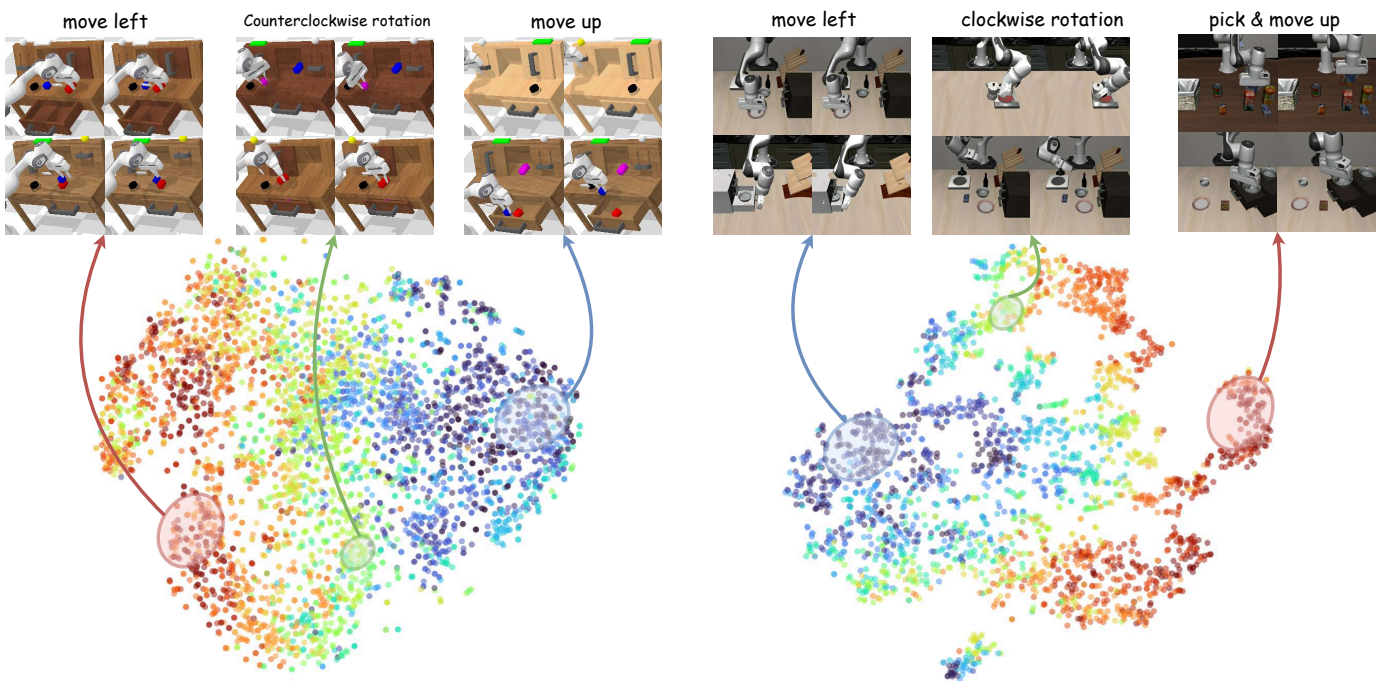 move left
Counterclockwise rotation
move up
move left
clockwise rotation
pick & move up